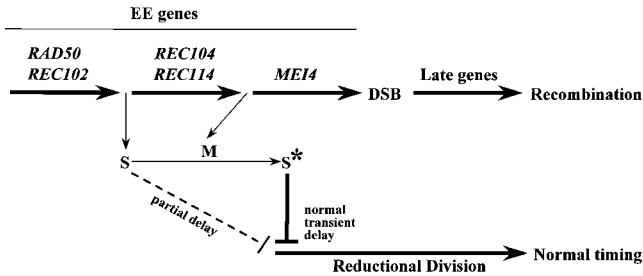 EE genes
RAD50 REC104
REC102 REC114 MEI4
DSB Late genes Recombination
M
S S*
partial delay
normal
transient
delay
Reductional Division Normal timing